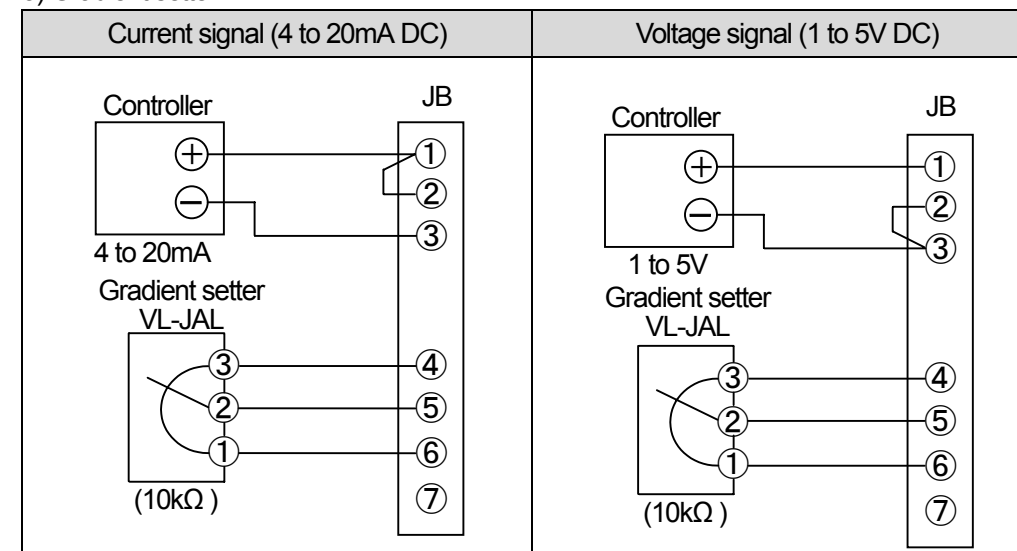 Current signal (4 to 20mA DC)
Voltage signal (1 to 5V DC)
Controller
JB
+
①
②
−
③
4 to 20mA
Gradient setter
VL-JAL
③
④
②
⑤
①
⑥
(10kΩ )
⑦
Controller
JB
+
①
②
−
③
1 to 5V
Gradient setter
VL-JAL
③
④
②
⑤
①
⑥
(10kΩ )
⑦